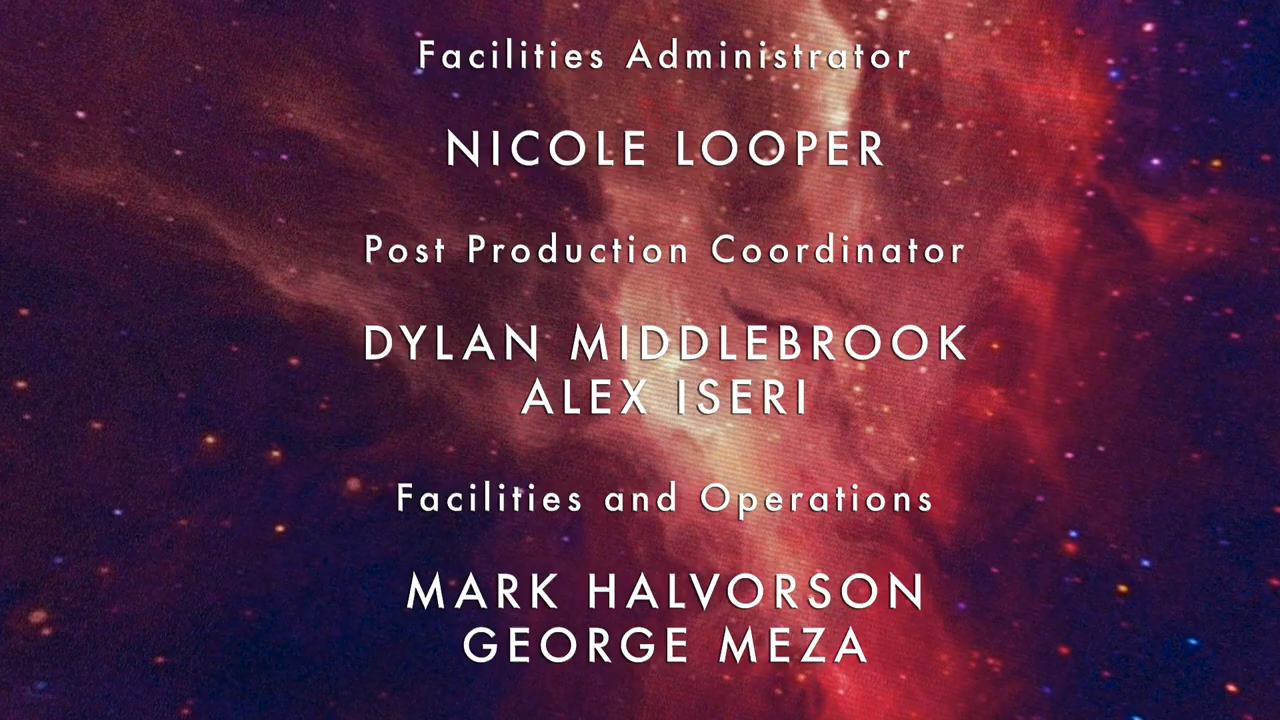 Facilities Administrator
NICOLE LOOPER
Post Production Coordinator
DYLAN MIDDLEBROOK
ALEX ISERI
Facilities and Operations
MARK HALVORSON
GEORGE MEZA